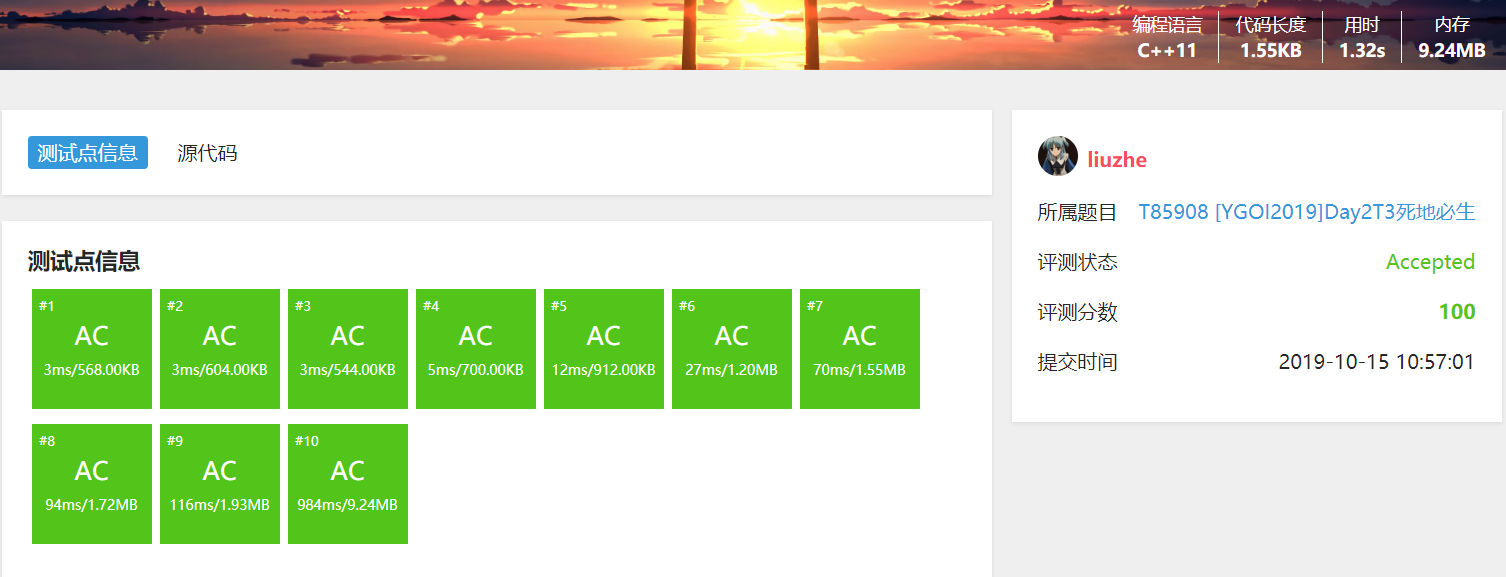 编程语言 代码长度 用时 内存
C++11 1.55KB 1.32s 9.24MB
测试点信息 源代码
liuzhe
所属题目 T85908 [YGOI2019]Day2T3死地必生
评测状态 Accepted
评测分数 100
提交时间 2019-10-15 10:57:01
测试点信息
#1 #2 #3 #4 #5 #6 #7
AC AC AC AC AC AC AC
3ms/568.00KB 3ms/604.00KB 3ms/544.00KB 5ms/700.00KB 12ms/912.00KB 27ms/1.20MB 70ms/1.55MB
#8 #9 #10
AC AC AC
94ms/1.72MB 116ms/1.93MB 984ms/9.24MB